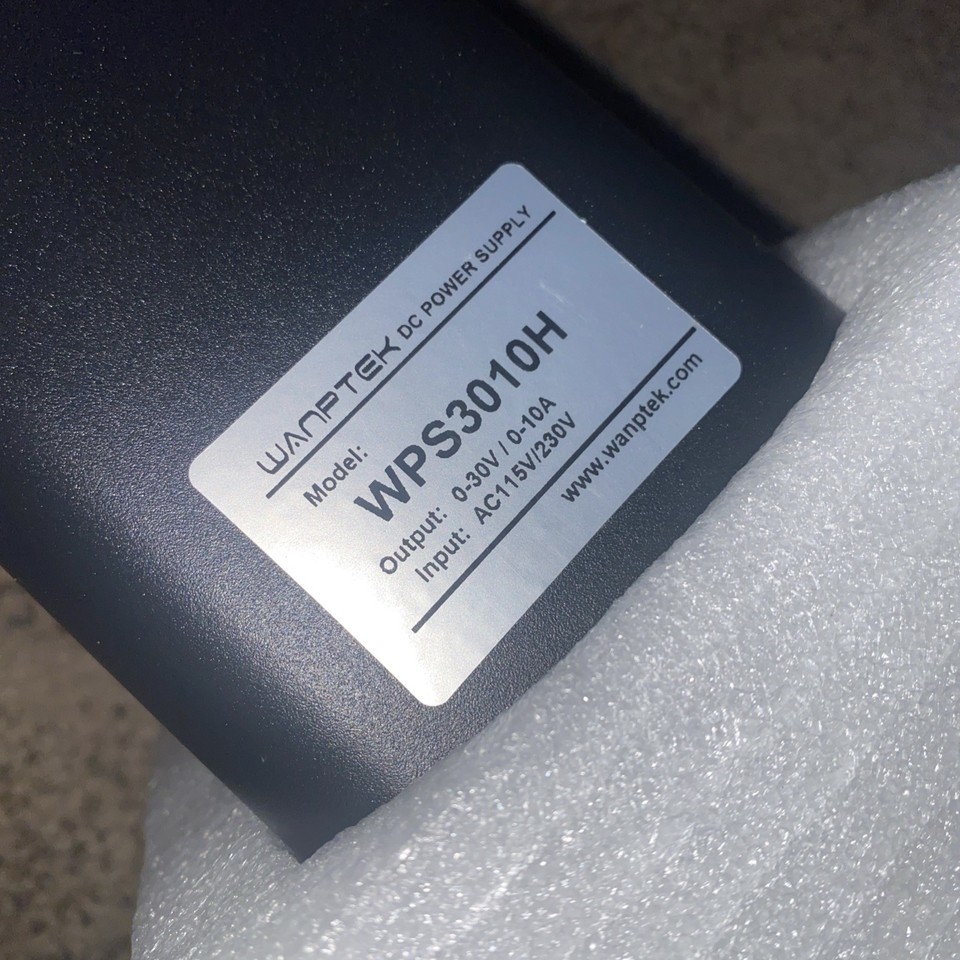 WANPTEK DC POWER SUPPLY
Model:
WPS3010H
Output: 0-30V / 0-10A
Input: AC115V/230V
www.wanptek.com